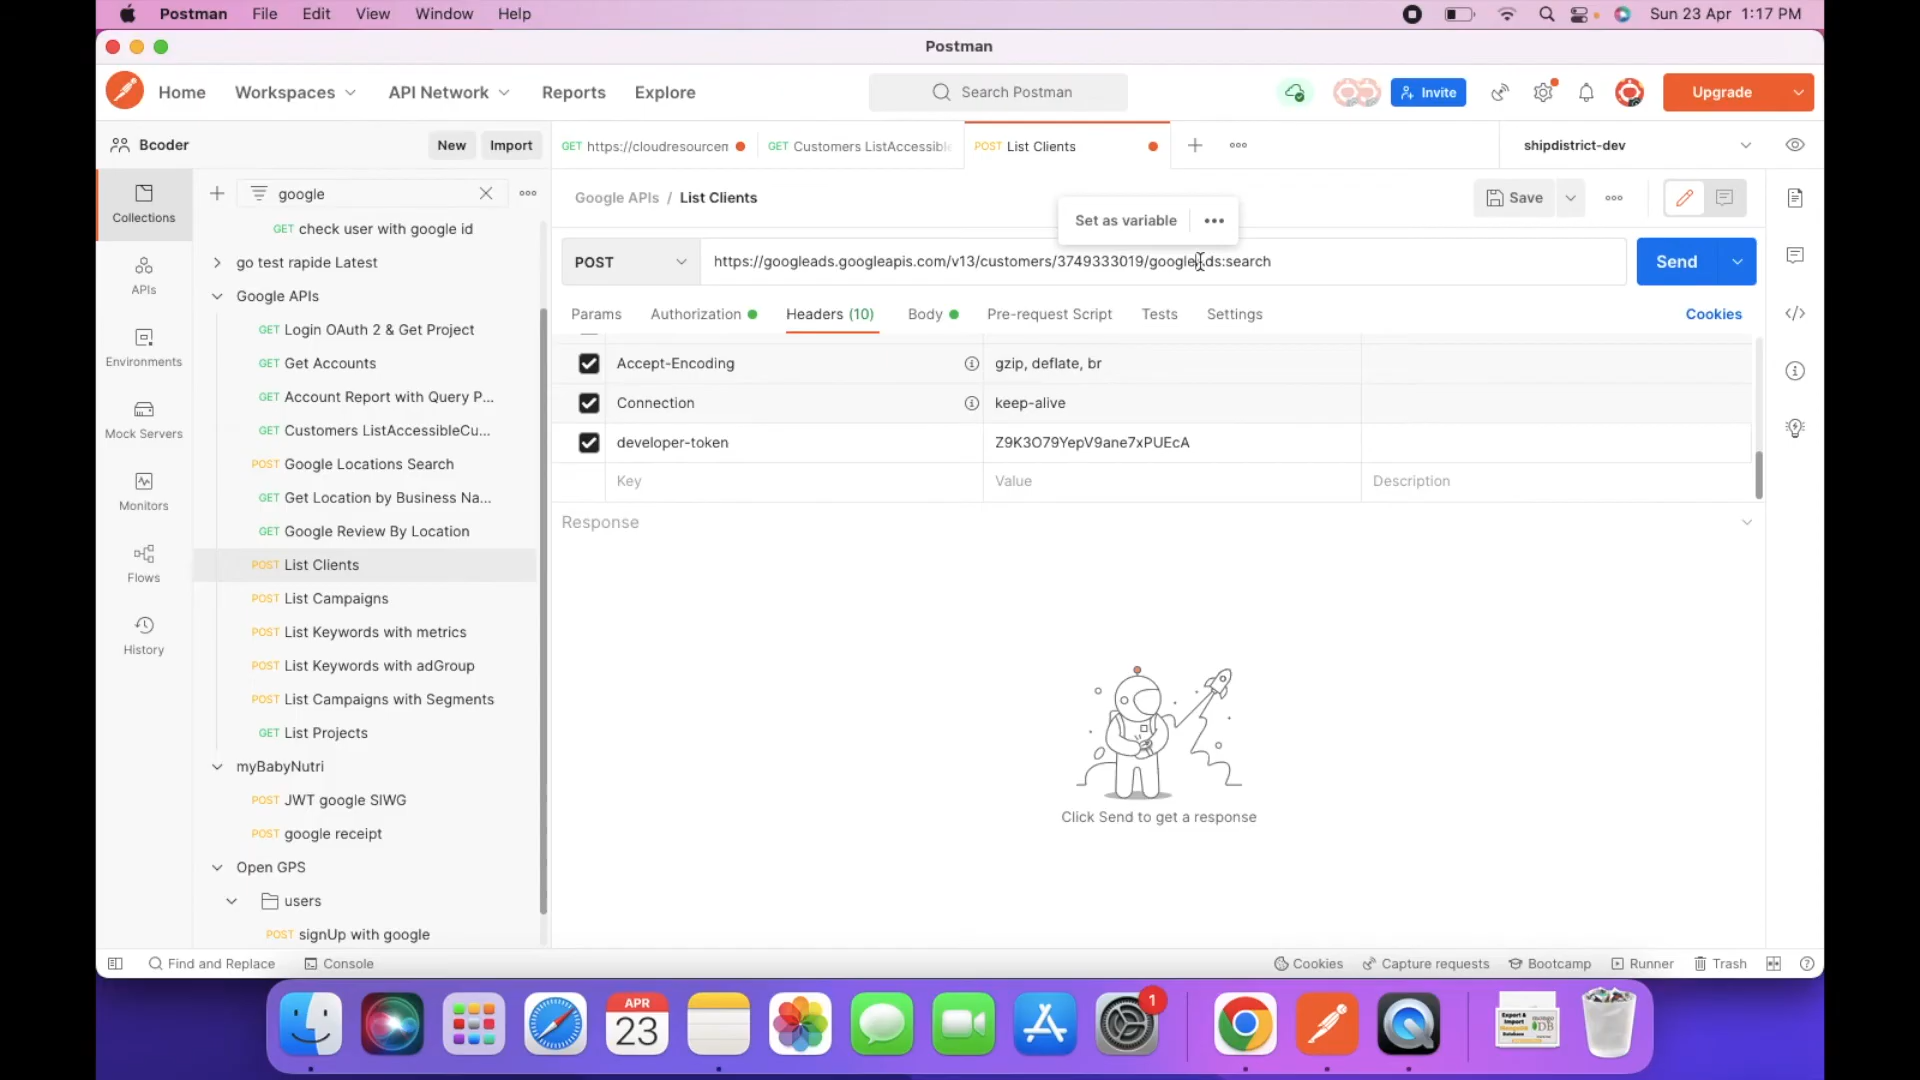 Postman File Edit View Window Help Sun 23 Apr 1:17 PM
Postman
Home Workspaces API Network Reports Explore Search Postman Invite Upgrade
Bcoder New Import GET https://cloudresourcen GET Customers ListAccessible POST List Clients shipdistrict-dev
Collections
APIs
Environments
Mock Servers
Monitors
Flows
History
google
GET check user with google id
go test rapide Latest
Google APIs
GET Login OAuth 2 & Get Project
GET Get Accounts
GET Account Report with Query P...
GET Customers ListAccessibleCu...
POST Google Locations Search
GET Get Location by Business Na...
GET Google Review By Location
POST List Clients
POST List Campaigns
POST List Keywords with metrics
POST List Keywords with adGroup
POST List Campaigns with Segments
GET List Projects
myBabyNutri
POST JWT google SIWG
POST google receipt
Open GPS
users
POST signUp with google
Google APIs / List Clients Save
Set as variable
POST https://googleads.googleapis.com/v13/customers/3749333019/googleAds:search Send
Params Authorization Headers (10) Body Pre-request Script Tests Settings Cookies
Accept-Encoding gzip, deflate, br
Connection keep-alive
developer-token Z9K3O79YepV9ane7xPUEcA
Key Value Description
Response
Click Send to get a response
Find and Replace Console Cookies Capture requests Bootcamp Runner Trash
APR
23
1
Export &
Import